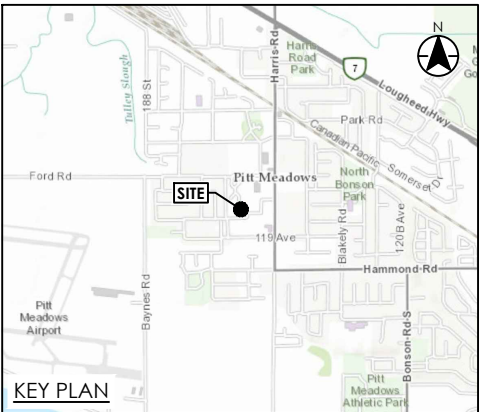 N
Harris Rd
Harris
Road
Park
7
Lougheed Hwy
Tulley Slough
188 St
Park Rd
Canadian Pacific
Somerset Dr
Ford Rd
Pitt Meadows
North
Bonson
Park
SITE
Blakely Rd
120B Ave
119 Ave
Hammond Rd
Baynes Rd
Pitt
Meadows
Airport
Bonson Rd S
KEY PLAN
Pitt
Meadows
Athletic Park